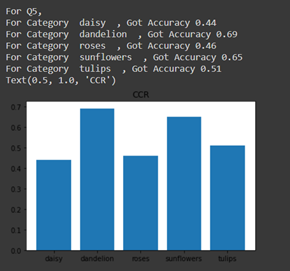 For Q5,
For Category  daisy  , Got Accuracy 0.44
For Category  dandelion  , Got Accuracy 0.69
For Category  roses  , Got Accuracy 0.46
For Category  sunflowers  , Got Accuracy 0.65
For Category  tulips  , Got Accuracy 0.51
Text(0.5, 1.0, 'CCR')
CCR
0.7
0.6
0.5
0.4
0.3
0.2
0.1
0.0
daisy dandelion roses sunflowers tulips